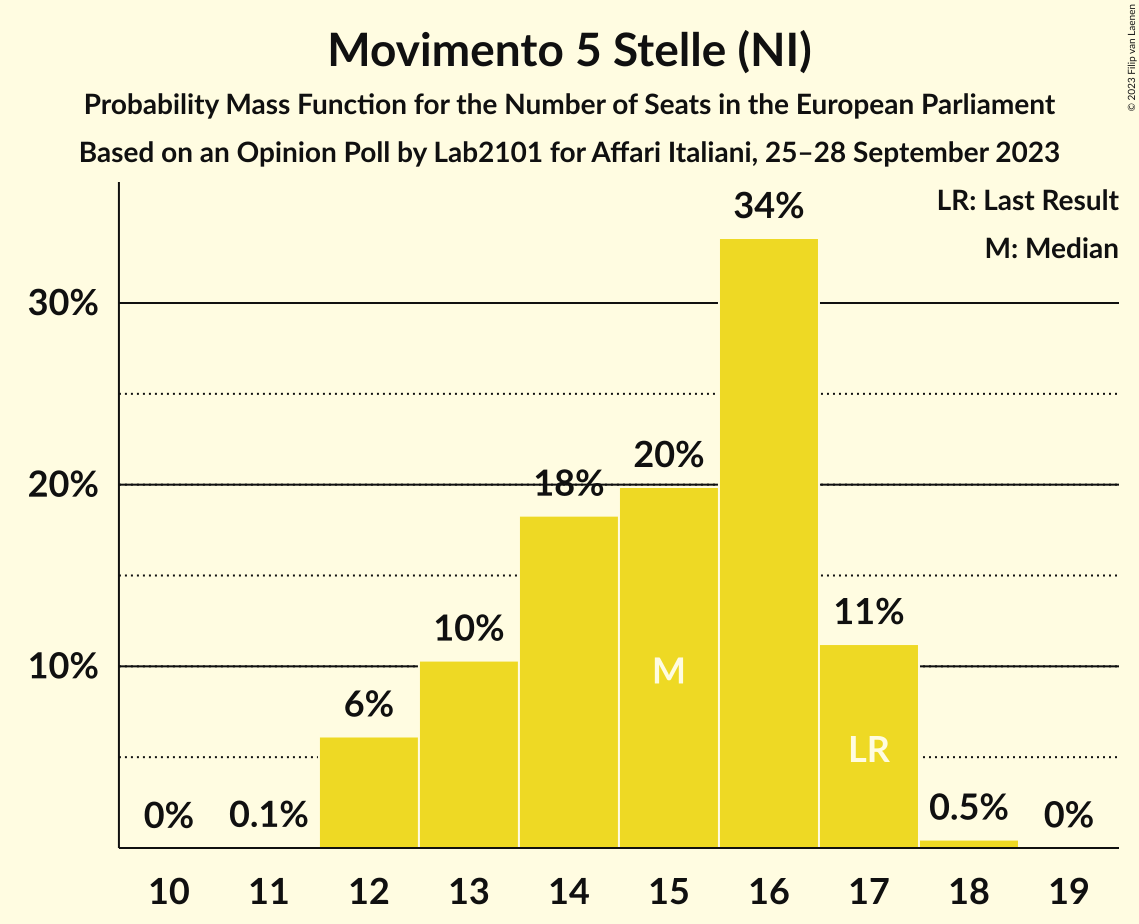 Movimento 5 Stelle (NI)
Probability Mass Function for the Number of Seats in the European Parliament
Based on an Opinion Poll by Lab2101 for Affari Italiani, 25–28 September 2023
© 2023 Filip van Laenen
LR: Last Result
M: Median
34%
30%
20%
20%
18%
11%
10%
10%
M
6%
LR
0%
0.1%
0.5%
0%
10 11 12 13 14 15 16 17 18 19